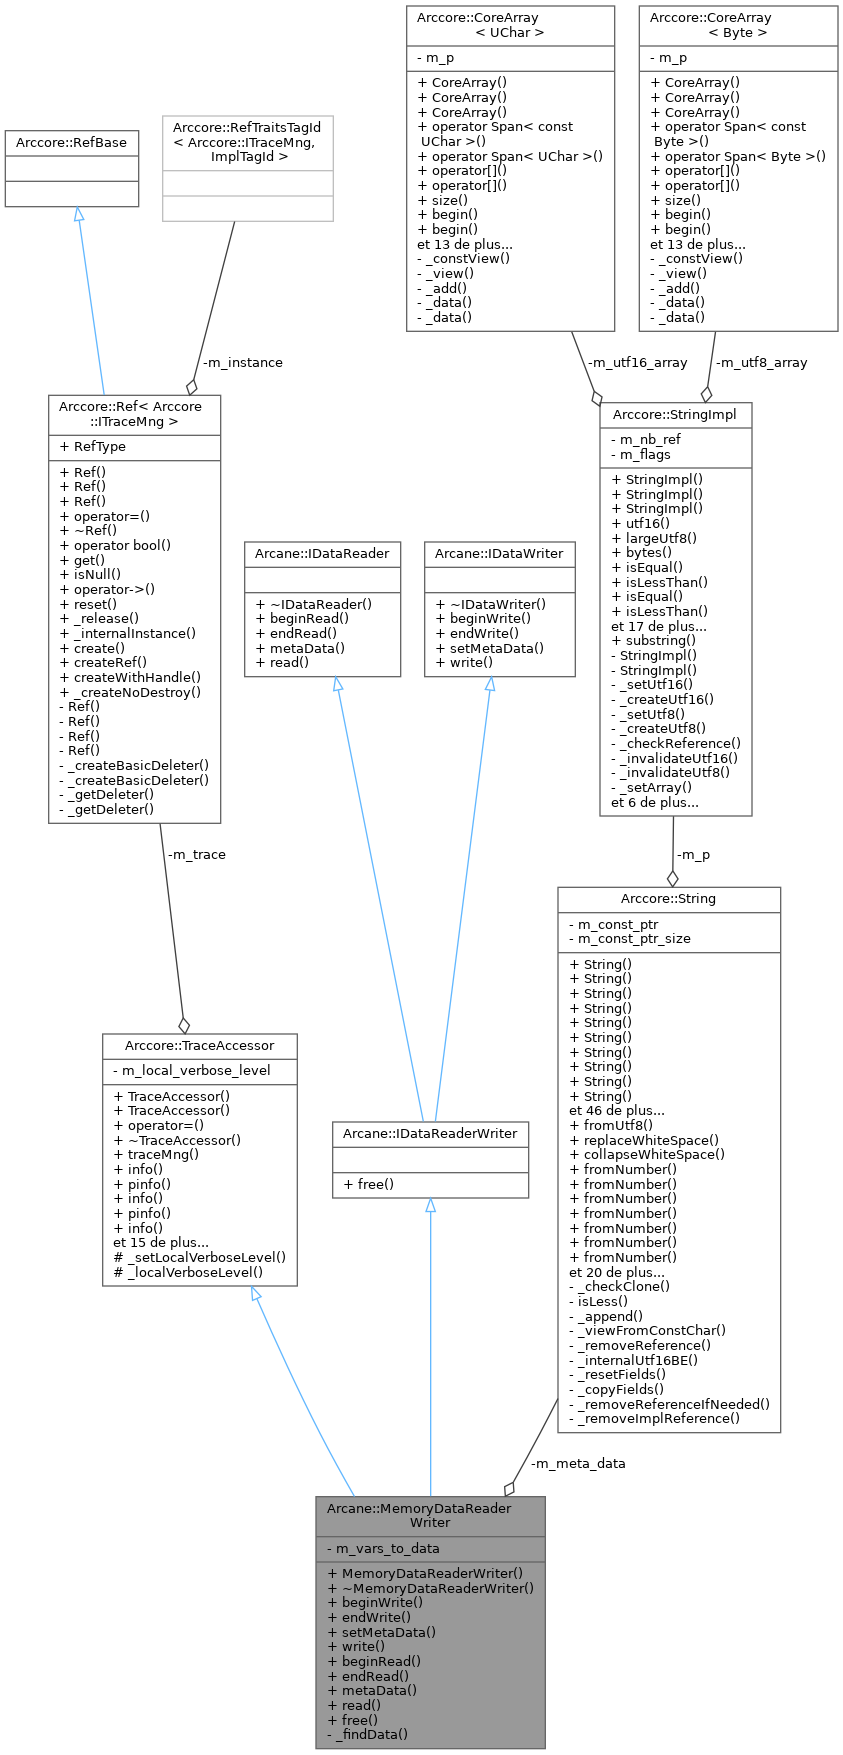 Arccore::CoreArray
< UChar >
- m_p
+ CoreArray()
+ CoreArray()
+ CoreArray()
+ operator Span< const
UChar >()
+ operator Span< UChar >()
+ operator[]()
+ operator[]()
+ size()
+ begin()
+ begin()
et 13 de plus...
- _constView()
- _view()
- _add()
- _data()
- _data()
Arccore::CoreArray
< Byte >
- m_p
+ CoreArray()
+ CoreArray()
+ CoreArray()
+ operator Span< const
Byte >()
+ operator Span< Byte >()
+ operator[]()
+ operator[]()
+ size()
+ begin()
+ begin()
et 13 de plus...
- _constView()
- _view()
- _add()
- _data()
- _data()
Arccore::RefBase
Arccore::RefTraitsTagId
< Arccore::ITraceMng,
ImplTagId >
-m_instance
-m_utf16_array
-m_utf8_array
Arccore::Ref< Arccore
::ITraceMng >
+ RefType
+ Ref()
+ Ref()
+ Ref()
+ operator=()
+ ~Ref()
+ operator bool()
+ get()
+ isNull()
+ operator->()
+ reset()
+ _release()
+ _internalInstance()
+ create()
+ createRef()
+ createWithHandle()
+ _createNoDestroy()
- Ref()
- Ref()
- Ref()
- Ref()
- _createBasicDeleter()
- _createBasicDeleter()
- _getDeleter()
- _getDeleter()
Arcane::IDataReader
+ ~IDataReader()
+ beginRead()
+ endRead()
+ metaData()
+ read()
Arcane::IDataWriter
+ ~IDataWriter()
+ beginWrite()
+ endWrite()
+ setMetaData()
+ write()
Arccore::StringImpl
- m_nb_ref
- m_flags
+ StringImpl()
+ StringImpl()
+ StringImpl()
+ utf16()
+ largeUtf8()
+ bytes()
+ isEqual()
+ isLessThan()
+ isEqual()
+ isLessThan()
et 17 de plus...
+ substring()
- StringImpl()
- StringImpl()
- _setUtf16()
- _createUtf16()
- _setUtf8()
- _createUtf8()
- _checkReference()
- _invalidateUtf16()
- _invalidateUtf8()
- _setArray()
et 6 de plus...
-m_trace
-m_p
Arccore::String
- m_const_ptr
- m_const_ptr_size
+ String()
+ String()
+ String()
+ String()
+ String()
+ String()
+ String()
+ String()
+ String()
+ String()
et 46 de plus...
+ fromUtf8()
+ replaceWhiteSpace()
+ collapseWhiteSpace()
+ fromNumber()
+ fromNumber()
+ fromNumber()
+ fromNumber()
+ fromNumber()
+ fromNumber()
+ fromNumber()
et 20 de plus...
- _checkClone()
- isLess()
- _append()
- _viewFromConstChar()
- _removeReference()
- _internalUtf16BE()
- _resetFields()
- _copyFields()
- _removeReferenceIfNeeded()
- _removeImplReference()
Arccore::TraceAccessor
- m_local_verbose_level
+ TraceAccessor()
+ TraceAccessor()
+ operator=()
+ ~TraceAccessor()
+ traceMng()
+ info()
+ pinfo()
+ info()
+ pinfo()
+ info()
et 15 de plus...
# _setLocalVerboseLevel()
# _localVerboseLevel()
Arcane::IDataReaderWriter
+ free()
-m_meta_data
Arcane::MemoryDataReader
Writer
- m_vars_to_data
+ MemoryDataReaderWriter()
+ ~MemoryDataReaderWriter()
+ beginWrite()
+ endWrite()
+ setMetaData()
+ write()
+ beginRead()
+ endRead()
+ metaData()
+ read()
+ free()
- _findData()